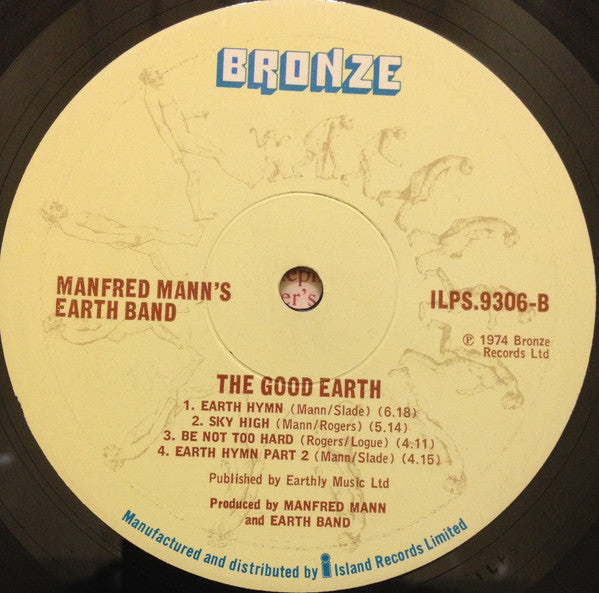 BRONZE
MANFRED MANN'S
EARTH BAND
ILPS.9306-B
℗ 1974 Bronze
Records Ltd
THE GOOD EARTH
1. EARTH HYMN (Mann/Slade) (6.18)
2. SKY HIGH (Mann/Rogers) (5.14)
3. BE NOT TOO HARD (Rogers/Logue) (4.11)
4. EARTH HYMN PART 2 (Mann/Slade) (4.15)
Published by Earthly Music Ltd
Produced by MANFRED MANN
and EARTH BAND
Manufactured and distributed by i Island Records Limited